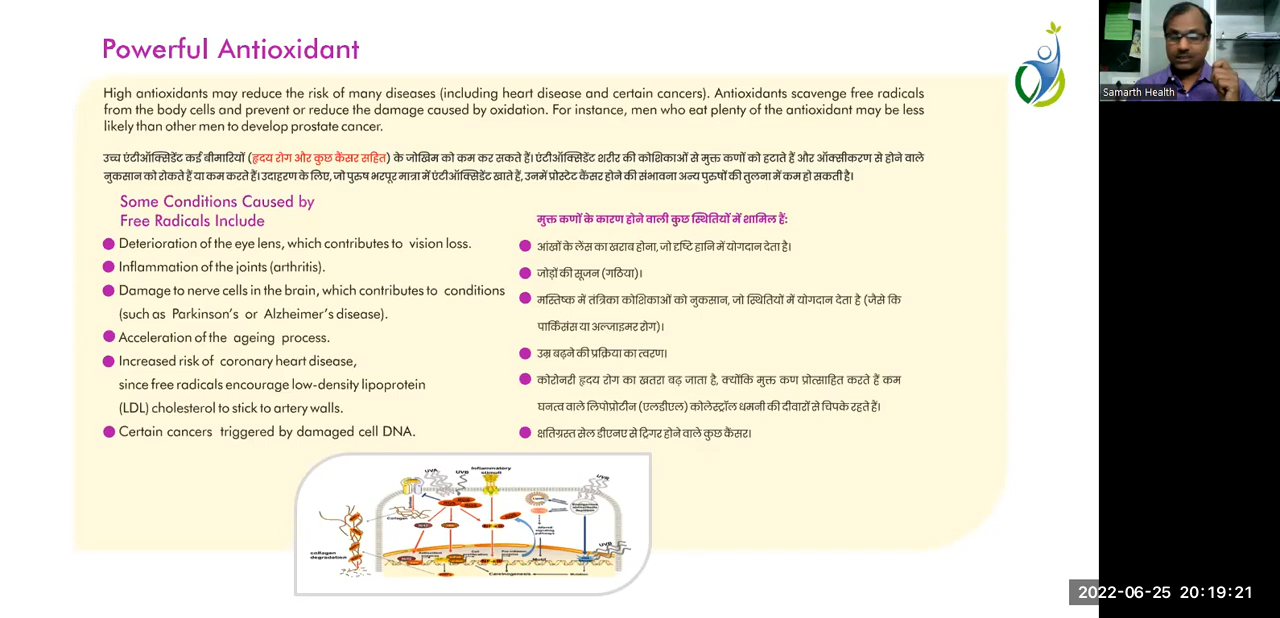 Powerful Antioxidant
High antioxidants may reduce the risk of many diseases (including heart disease and certain cancers). Antioxidants scavenge free radicals
from the body cells and prevent or reduce the damage caused by oxidation. For instance, men who eat plenty of the antioxidant may be less
likely than other men to develop prostate cancer.
उच्च एंटीऑक्सिडेंट कई बीमारियों (हृदय रोग और कुछ कैंसर सहित) के जोखिम को कम कर सकते हैं। एंटीऑक्सिडेंट शरीर की कोशिकाओं से मुक्त कणों को हटाते हैं और ऑक्सीकरण से होने वाले
नुकसान को रोकते हैं या कम करते हैं। उदाहरण के लिए, जो पुरुष भरपूर मात्रा में एंटीऑक्सिडेंट खाते हैं, उनमें प्रोस्टेट कैंसर होने की संभावना अन्य पुरुषों की तुलना में कम हो सकती है।
Some Conditions Caused by
Free Radicals Include
Deterioration of the eye lens, which contributes to vision loss.
Inflammation of the joints (arthritis).
Damage to nerve cells in the brain, which contributes to conditions
(such as Parkinson's or Alzheimer's disease).
Acceleration of the ageing process.
Increased risk of coronary heart disease,
since free radicals encourage low-density lipoprotein
(LDL) cholesterol to stick to artery walls.
Certain cancers triggered by damaged cell DNA.
मुक्त कणों के कारण होने वाली कुछ स्थितियों में शामिल हैं:
आंखों के लेंस का खराब होना, जो दृष्टि हानि में योगदान देता है।
जोड़ों की सूजन (गठिया)।
मस्तिष्क में तंत्रिका कोशिकाओं को नुकसान, जो स्थितियों में योगदान देता है (जैसे कि
पार्किंसंस या अल्जाइमर रोग)।
उम्र बढ़ने की प्रक्रिया का त्वरण।
कोरोनरी हृदय रोग का खतरा बढ़ जाता है, क्योंकि मुक्त कण प्रोत्साहित करते हैं कम
घनत्व वाले लिपोप्रोटीन (एलडीएल) कोलेस्ट्रॉल धमनी की दीवारों से चिपके रहते हैं।
क्षतिग्रस्त सेल डीएनए से ट्रिगर होने वाले कुछ कैंसर।
UVA
UVB
Inflammatory
stimuli
UVB
Collagen
collagen
degradation
UVB
Carcinogenesis
Samarth Health
2022-06-25 20:19:21